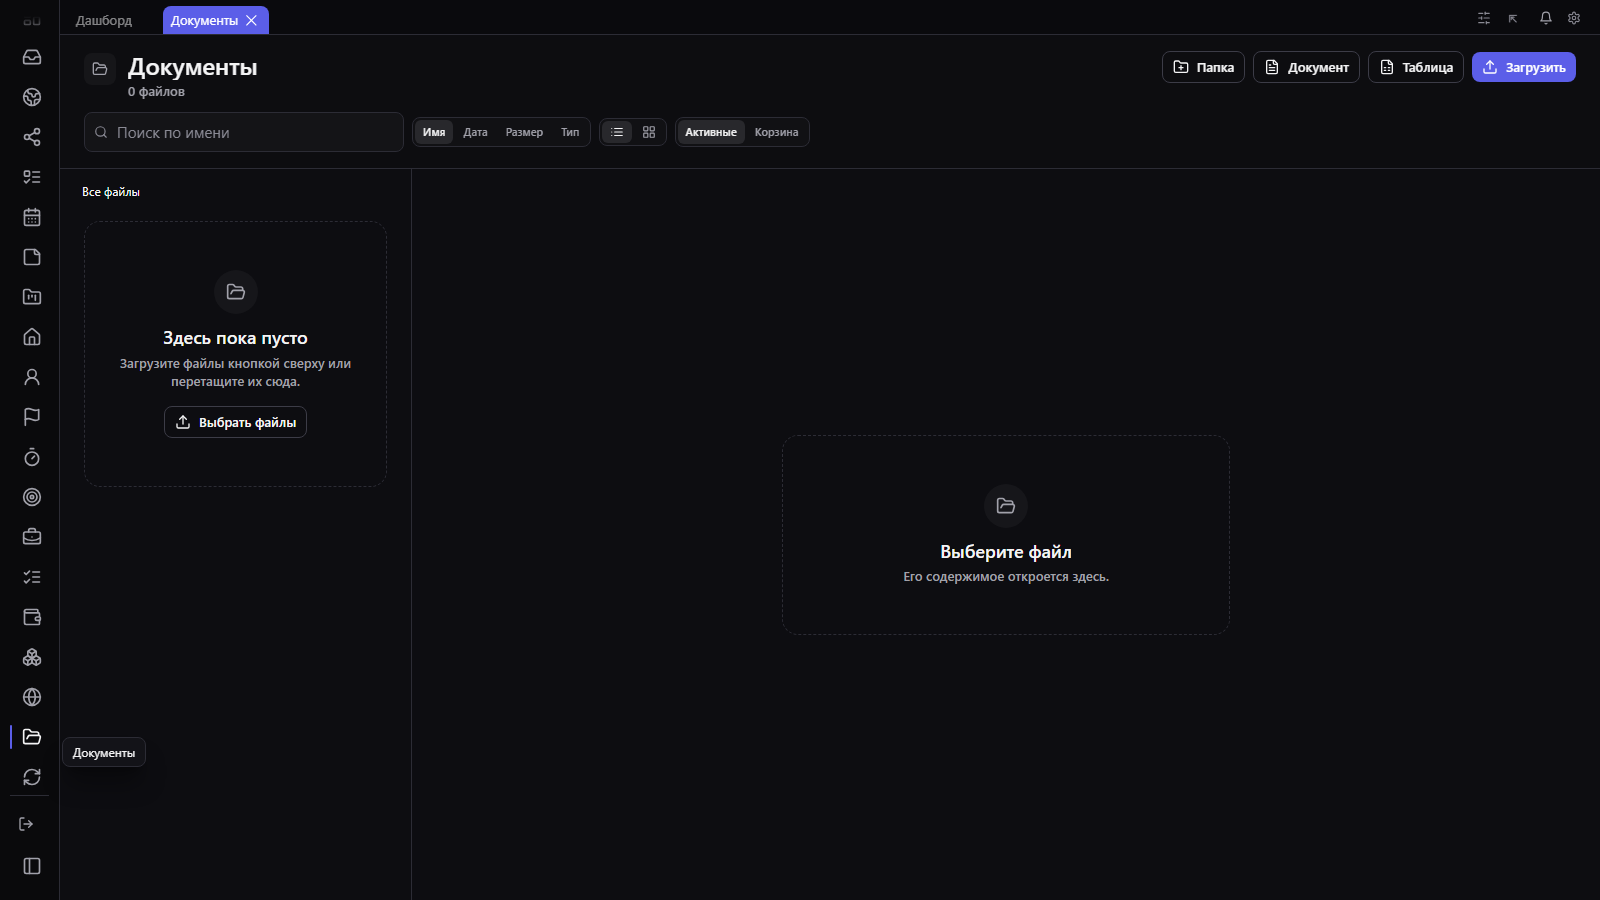 Дашборд
Документы
Документы
0 файлов
Папка
Документ
Таблица
Загрузить
Поиск по имени
Имя Дата Размер Тип
Активные Корзина
Все файлы
Здесь пока пусто
Загрузите файлы кнопкой сверху или
перетащите их сюда.
Выбрать файлы
Выберите файл
Его содержимое откроется здесь.
Документы